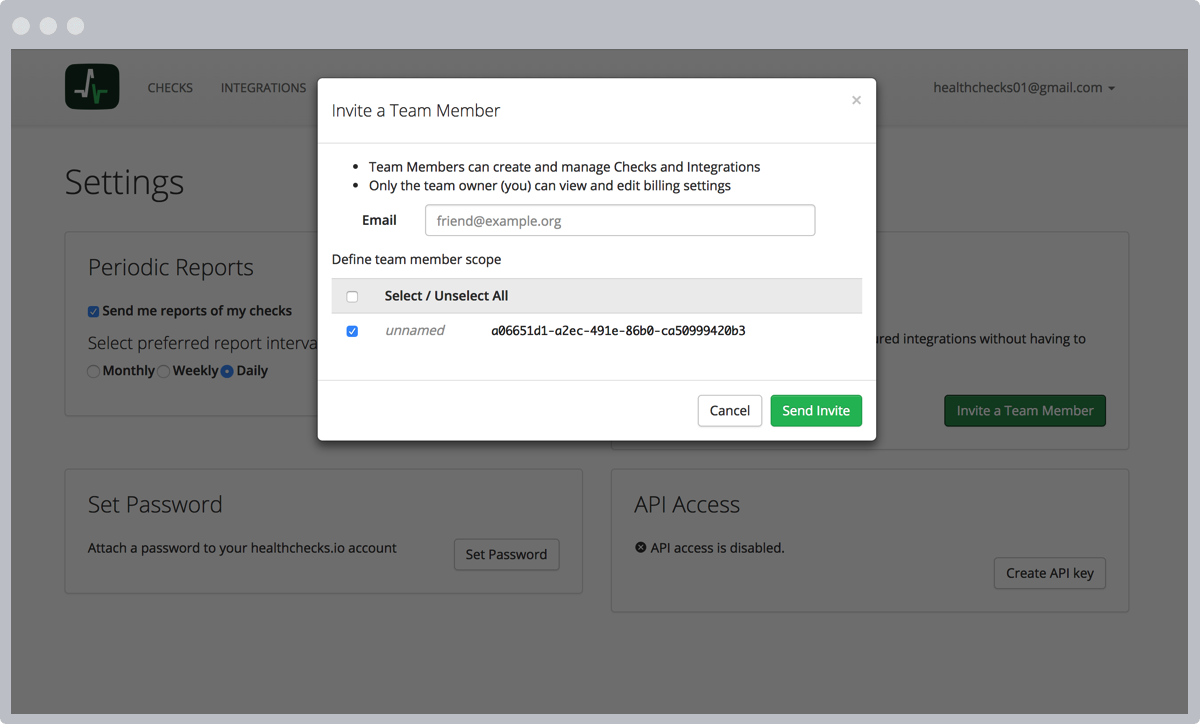 CHECKS
INTEGRATIONS
healthchecks01@gmail.com
Invite a Team Member
×
Team Members can create and manage Checks and Integrations
Only the team owner (you) can view and edit billing settings
Email
friend@example.org
Define team member scope
Select / Unselect All
unnamed a06651d1-a2ec-491e-86b0-ca50999420b3
Cancel
Send Invite
Settings
Periodic Reports
Send me reports of my checks
Select preferred report interva
Monthly Weekly Daily
ured integrations without having to
Invite a Team Member
Set Password
Attach a password to your healthchecks.io account
Set Password
API Access
API access is disabled.
Create API key